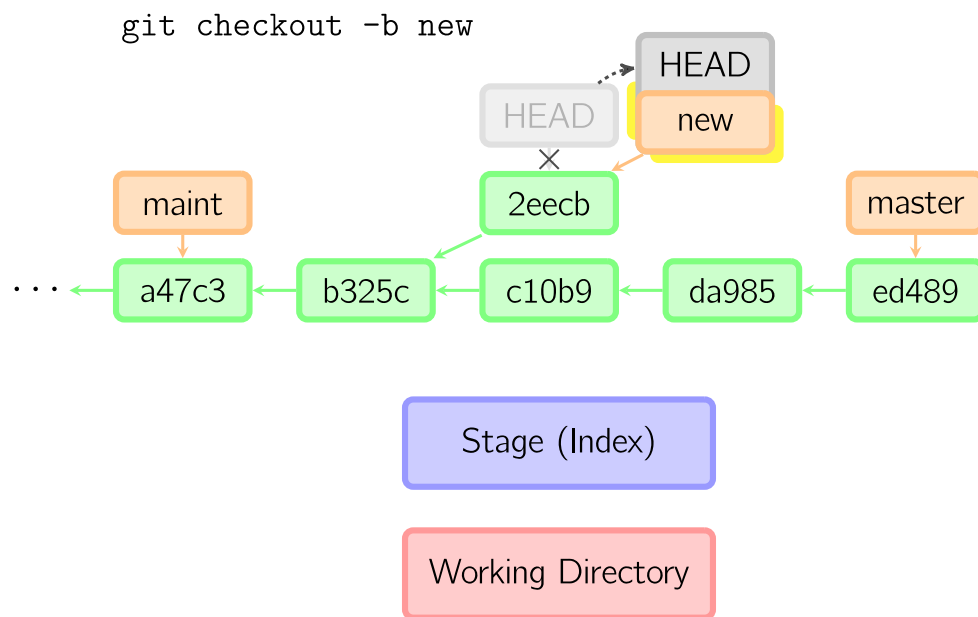 git checkout -b new
HEAD
HEAD
new
maint
2eecb
master
...
a47c3
b325c
c10b9
da985
ed489
Stage (Index)
Working Directory